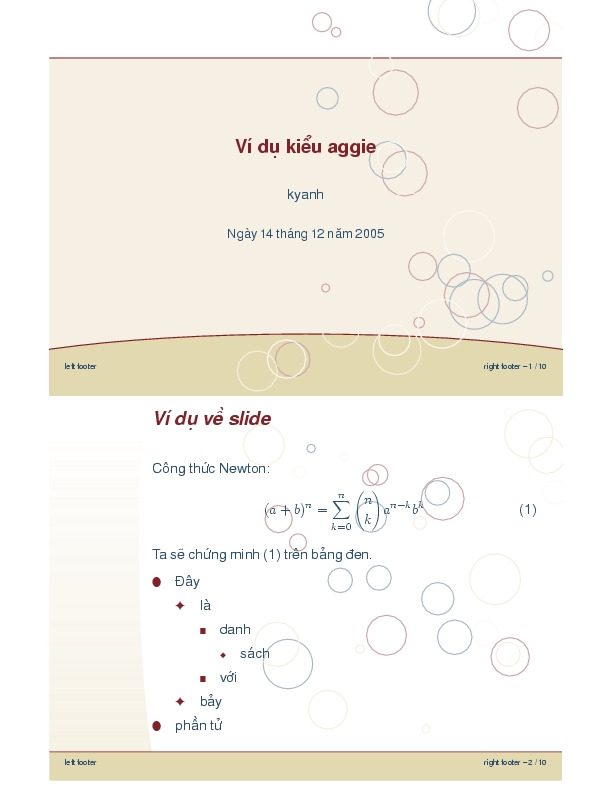 Ví dụ kiểu aggie
kyanh
Ngày 14 tháng 12 năm 2005
left footer
right footer – 1 / 10
Ví dụ về slide
Công thức Newton:
(a + b)^n = ∑_{k=0}^{n} \binom{n}{k} a^{n−k} b^k (1)
Ta sẽ chứng minh (1) trên bảng đen.
● Đây
✦ là
■ danh
◆ sách
■ với
✦ bảy
● phần tử
left footer
right footer – 2 / 10